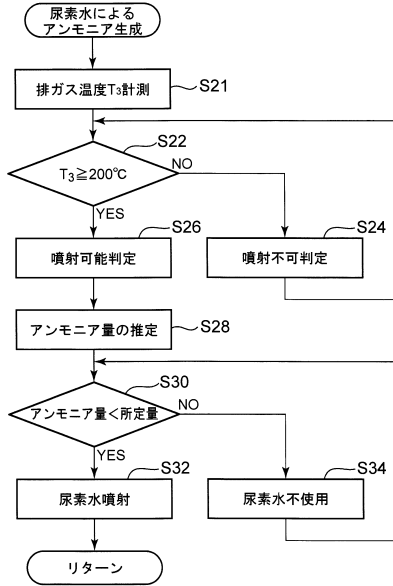 尿素水による
アンモニア生成
排ガス温度T₃計測
S21
S22
T₃≧200℃
NO
YES
S26
噴射可能判定
S24
噴射不可判定
アンモニア量の推定
S28
S30
アンモニア量<所定量
NO
YES
S32
尿素水噴射
S34
尿素水不使用
リターン